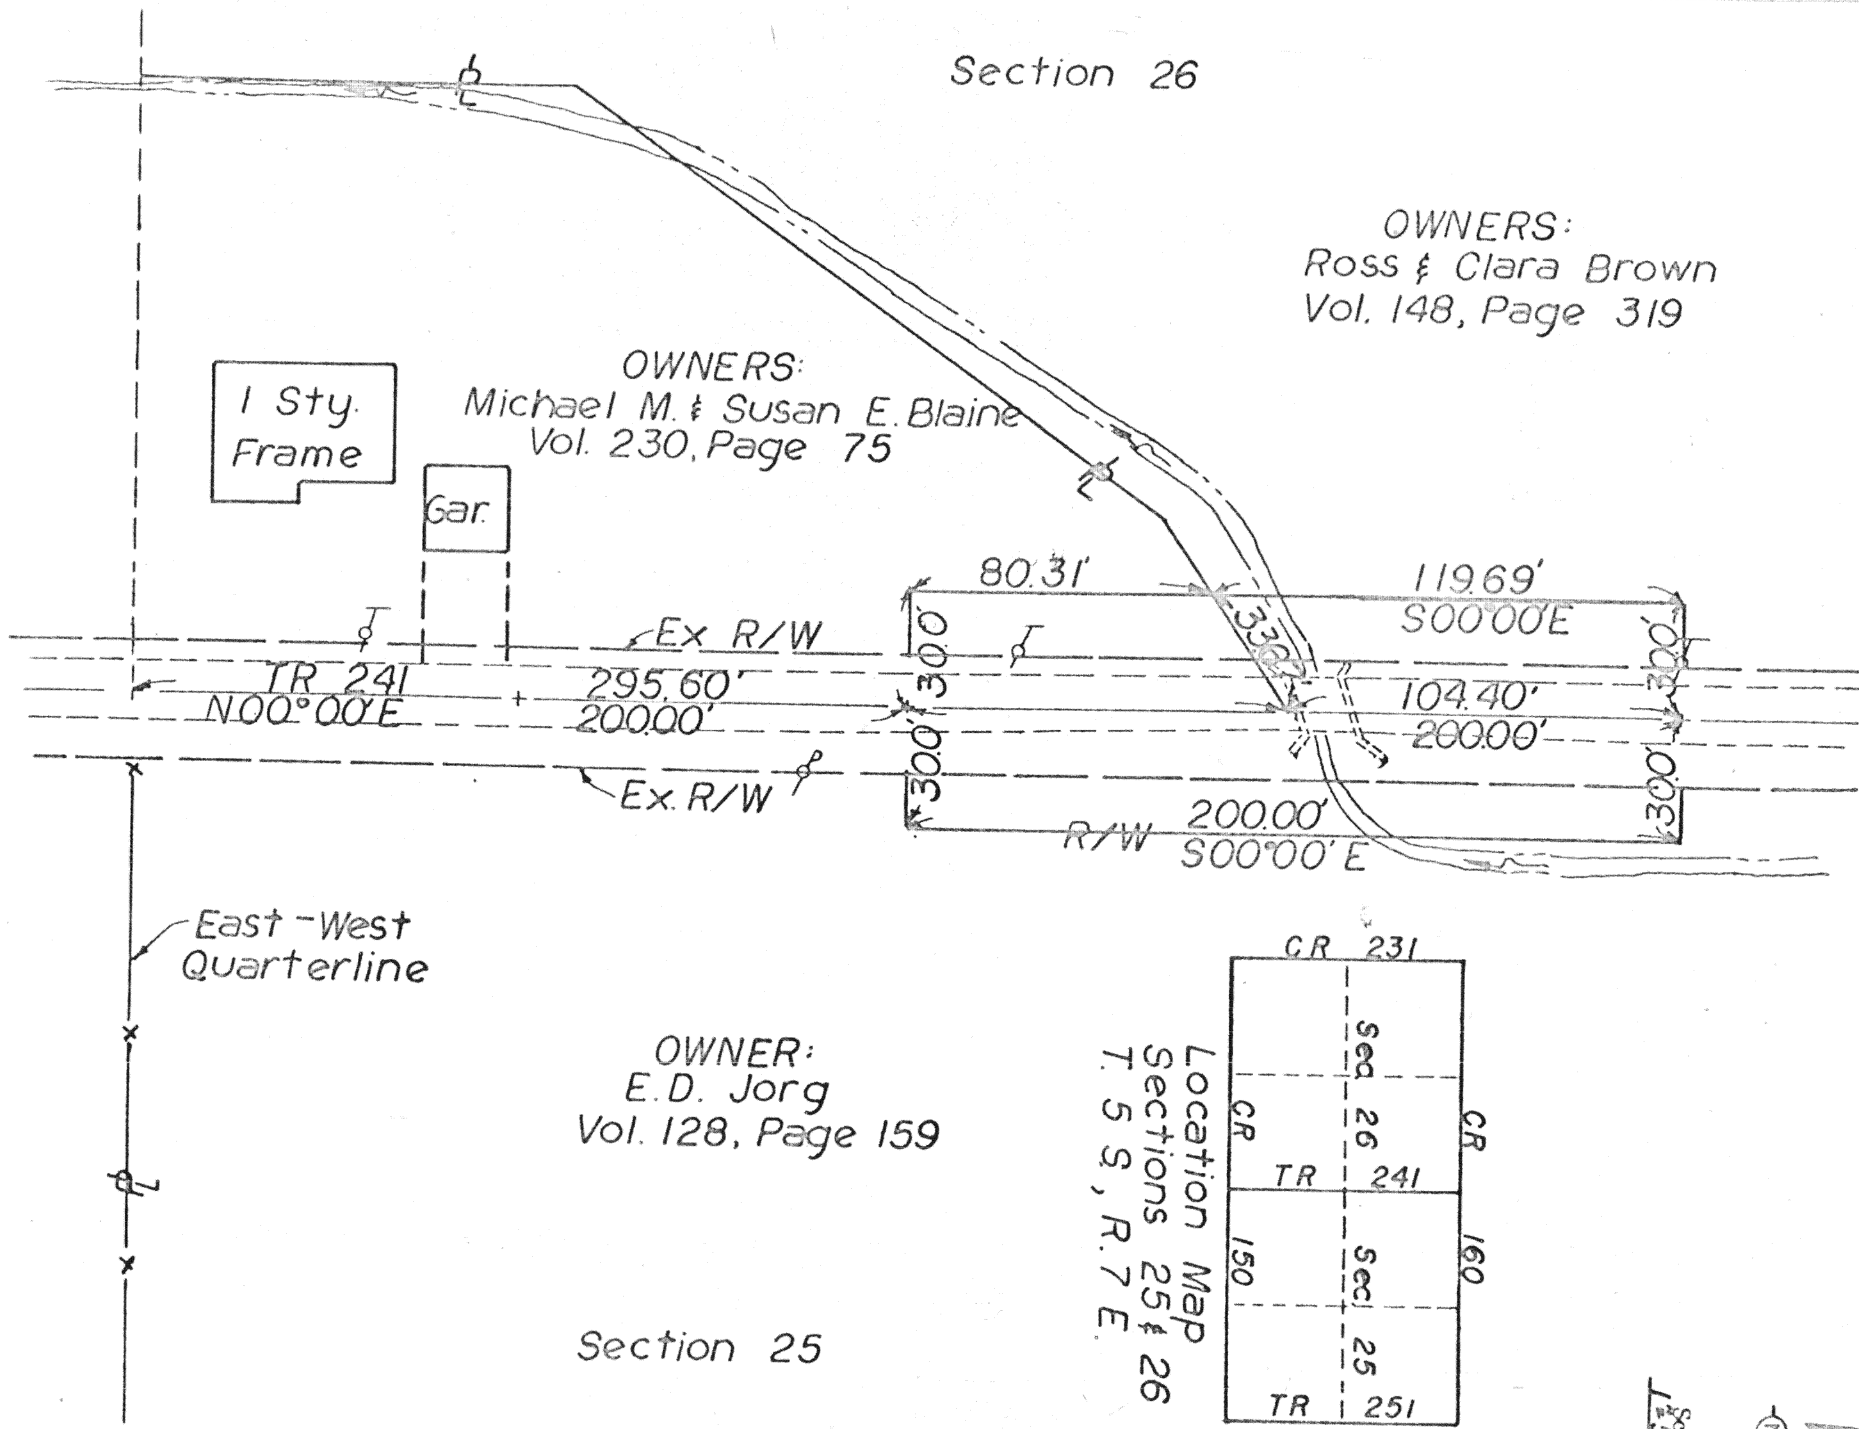 Section 26
OWNERS:
Ross & Clara Brown
Vol. 148, Page 319
OWNERS:
Michael M. & Susan E. Blaine
Vol. 230, Page 75
1 Sty.
Frame
Gar.
80.31'
119.69'
S00°00'E
Ex R/W
30.0'
30.0'
TR 241
N00°00'E
295.60'
200.00'
104.40'
200.00'
30.0'
30.0'
Ex. R/W
R/W
200.00'
S00°00'E
East-West
Quarterline
OWNER:
E.D. Jorg
Vol. 128, Page 159
Section 25
Location Map
Sections 25 & 26
T. 5 S, R. 7 E.
CR 231
Sec. 26
CR 150
CR 160
TR 241
Sec. 25
TR 251